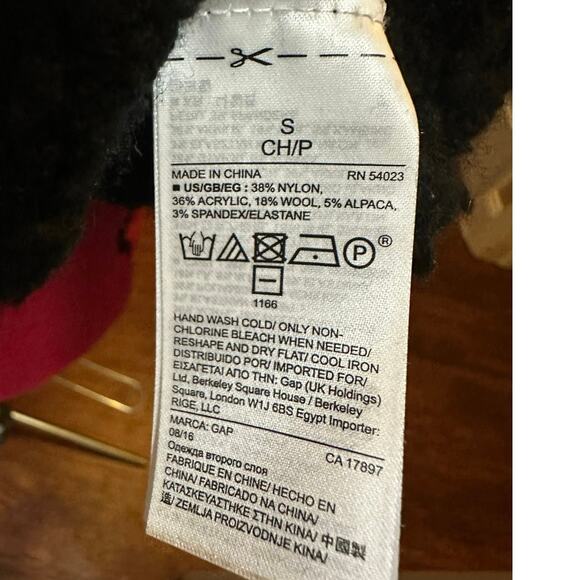 S
CH/P
MADE IN CHINA RN 54023
■ US/GB/EG : 38% NYLON,
36% ACRYLIC, 18% WOOL, 5% ALPACA,
3% SPANDEX/ELASTANE
P ®
1166
HAND WASH COLD/ ONLY NON-
CHLORINE BLEACH WHEN NEEDED/
RESHAPE AND DRY FLAT/ COOL IRON
DISTRIBUIDO POR/ IMPORTED FOR/
ΕΙΣΑΓΕΤΑΙ ΑΠΟ ΤΗΝ: Gap (UK Holdings)
Ltd, Berkeley Square House / Berkeley
Square, London W1J 6BS Egypt Importer:
RIGE, LLC
MARCA: GAP CA 17897
08/16
Одежда второго слоя
FABRIQUE EN CHINE/ HECHO EN
CHINA/ FABRICADO NA CHINA/
ΚΑΤΑΣΚΕΥΑΣΤΗΚΕ ΣΤΗΝ ΚΙΝΑ/ 中國製
造/ ZEMLJA PROIZVODNJE KINA/